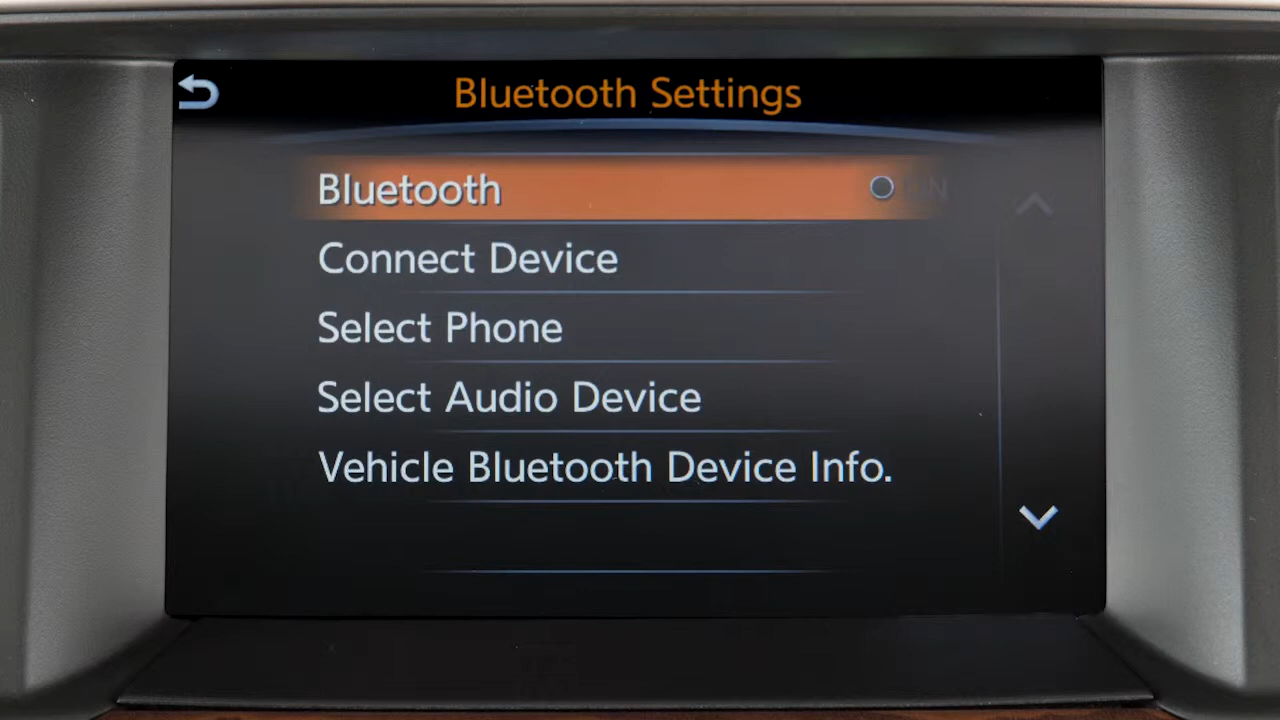 Bluetooth Settings
Bluetooth
Connect Device
Select Phone
Select Audio Device
Vehicle Bluetooth Device Info.